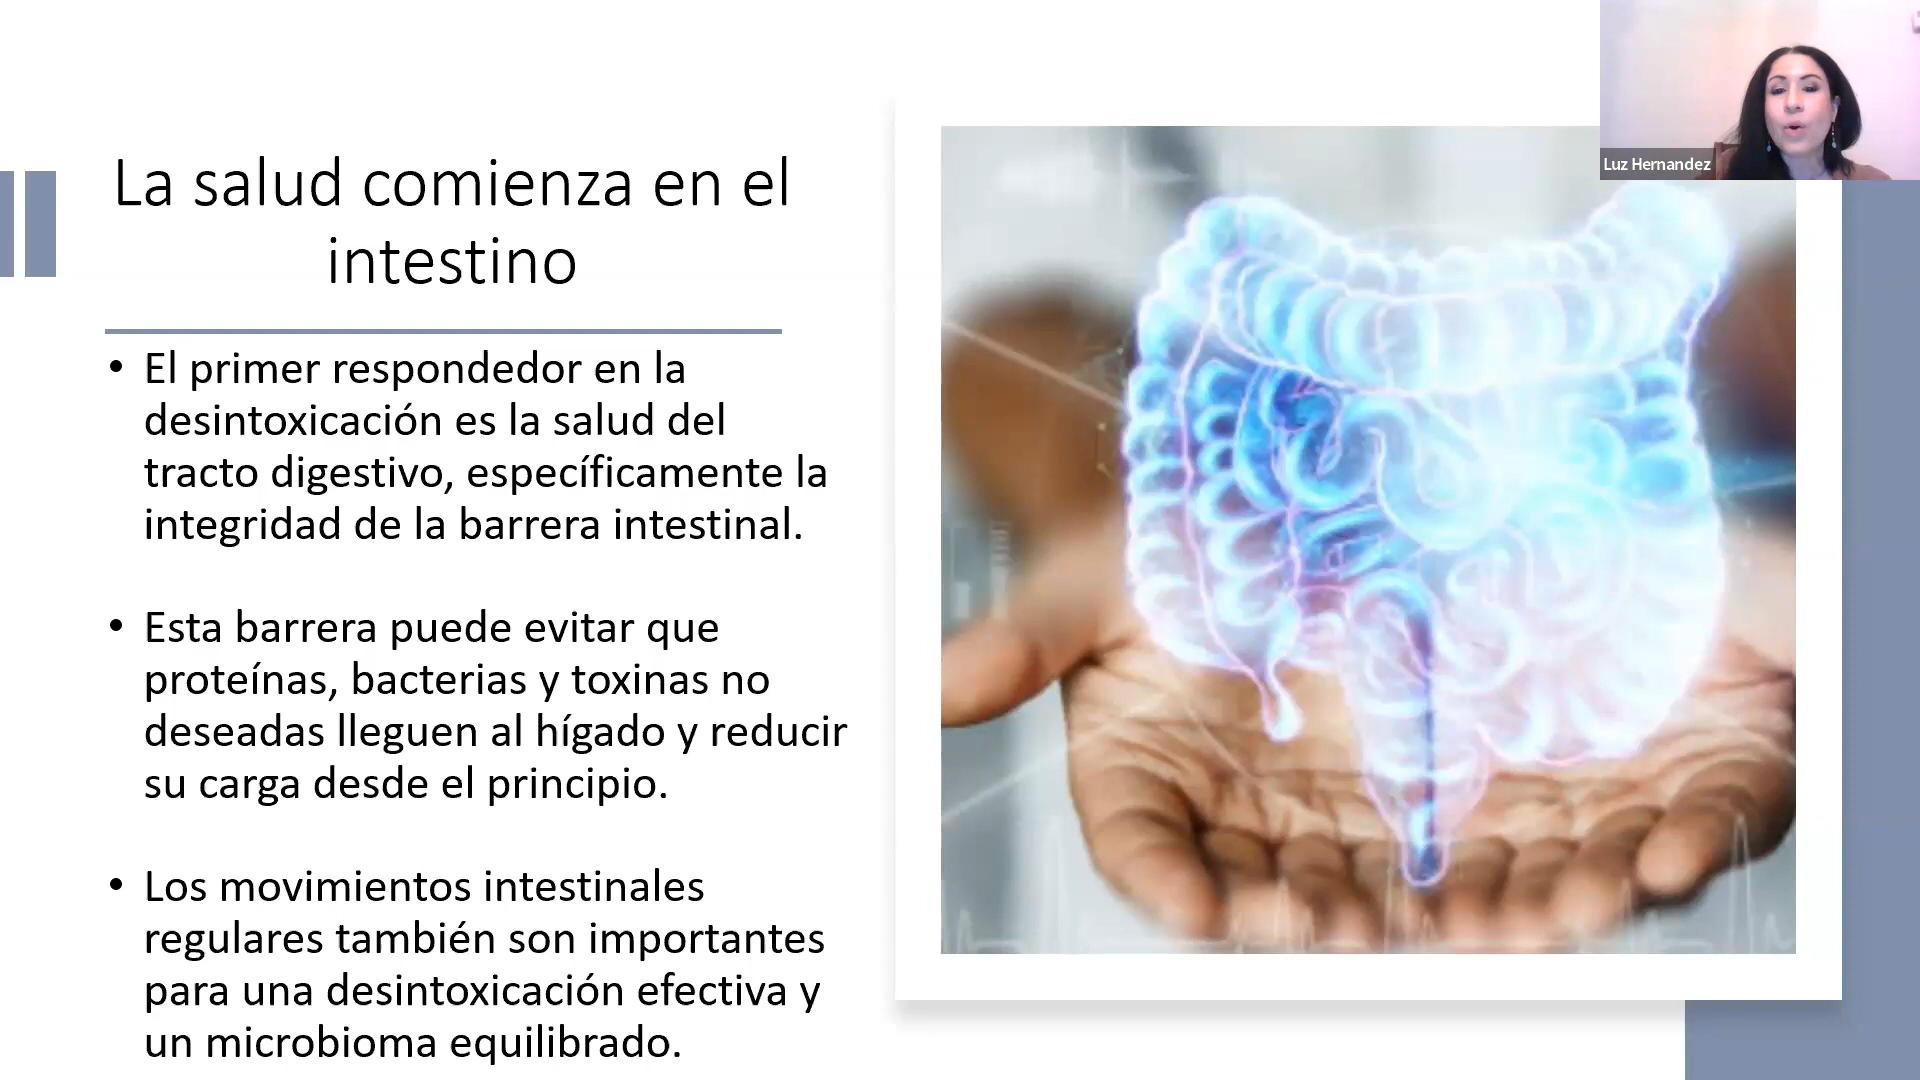 La salud comienza en el
intestino
• El primer respondedor en la
desintoxicación es la salud del
tracto digestivo, específicamente la
integridad de la barrera intestinal.
• Esta barrera puede evitar que
proteínas, bacterias y toxinas no
deseadas lleguen al hígado y reducir
su carga desde el principio.
• Los movimientos intestinales
regulares también son importantes
para una desintoxicación efectiva y
un microbioma equilibrado.
Luz Hernandez